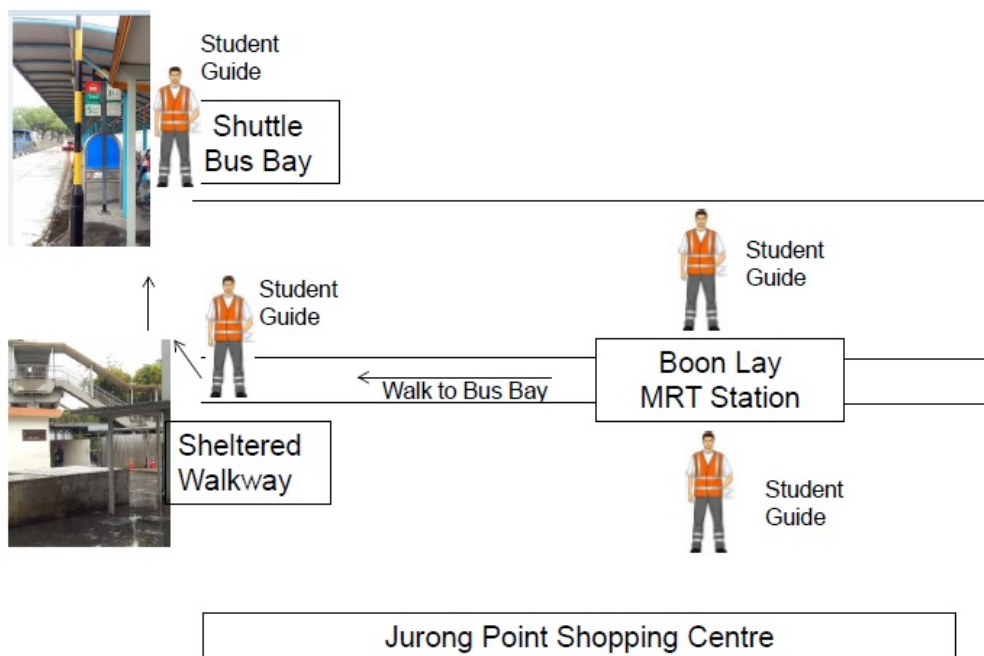 Student
Guide
Shuttle
Bus Bay
Student
Guide
Student
Guide
Boon Lay
MRT Station
Walk to Bus Bay
Sheltered
Walkway
Student
Guide
Jurong Point Shopping Centre